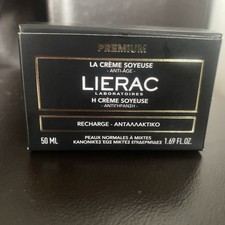 PREMIUM
LA CRÈME SOYEUSE
- ANTI-ÂGE -
LIERAC
LABORATOIRES
Η CRÈME SOYEUSE
- ΑΝΤΙΓΗΡΑΝΣΗ -
RECHARGE - ΑΝΤΑΛΛΑΚΤΙΚΟ
50 ML
PEAUX NORMALES À MIXTES
ΚΑΝΟΝΙΚΕΣ ΕΩΣ ΜΙΚΤΕΣ ΕΠΙΔΕΡΜΙΔΕΣ
1.69 FL.OZ.